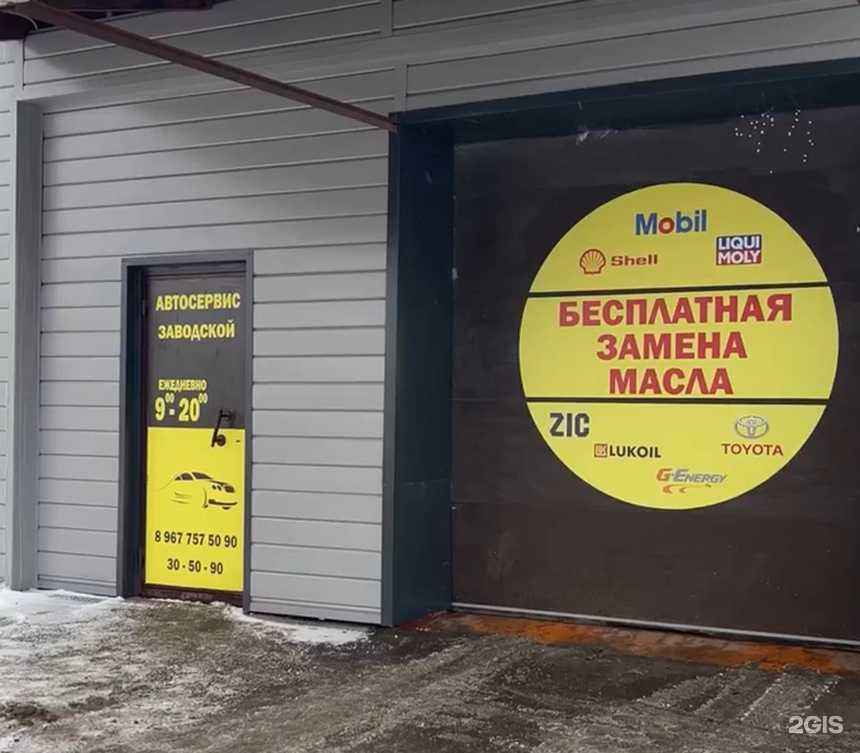 АВТОСЕРВИС
ЗАВОДСКОЙ
ЕЖЕДНЕВНО
9⁰⁰ - 20⁰⁰
8 967 757 50 90
30 - 50 - 90
Mobil
Shell
LIQUI
MOLY
БЕСПЛАТНАЯ
ЗАМЕНА
МАСЛА
ZIC
LUKOIL
TOYOTA
G-ENERGY
2GIS